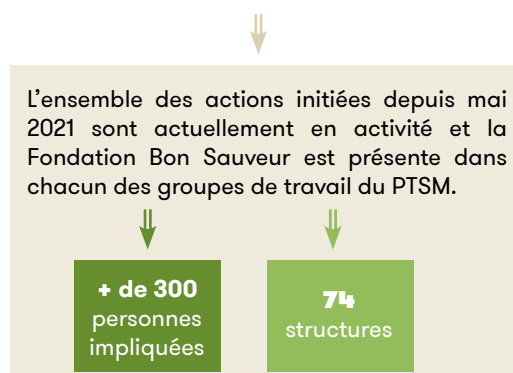 L'ensemble des actions initiées depuis mai
2021 sont actuellement en activité et la
Fondation Bon Sauveur est présente dans
chacun des groupes de travail du PTSM.
+ de 300
personnes
impliquées
74
structures